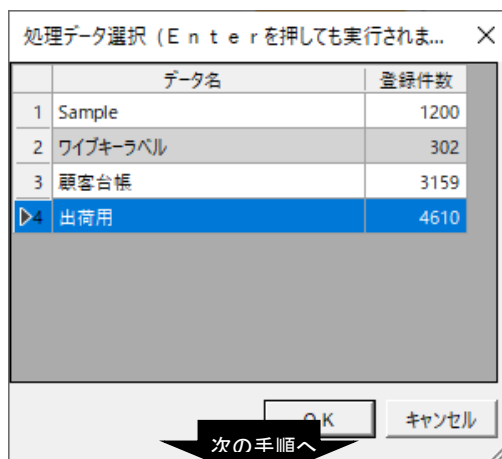 処理データ選択（Ｅｎｔｅｒを押しても実行されま...
データ名 登録件数
1 Sample 1200
2 ワイブキーラベル 302
3 顧客台帳 3159
4 出荷用 4610
ＯＫ キャンセル
次の手順へ